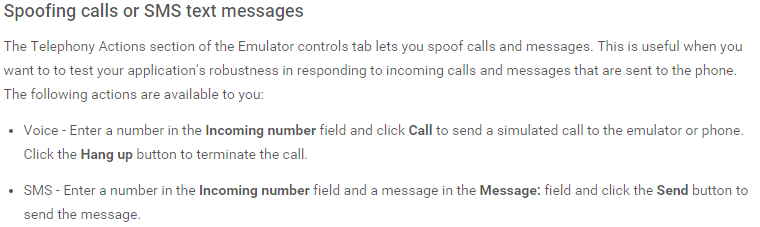 Spoofing calls or SMS text messages
The Telephony Actions section of the Emulator controls tab lets you spoof calls and messages. This is useful when you
want to to test your application's robustness in responding to incoming calls and messages that are sent to the phone.
The following actions are available to you:
• Voice - Enter a number in the Incoming number field and click Call to send a simulated call to the emulator or phone.
Click the Hang up button to terminate the call.
• SMS - Enter a number in the Incoming number field and a message in the Message: field and click the Send button to
send the message.